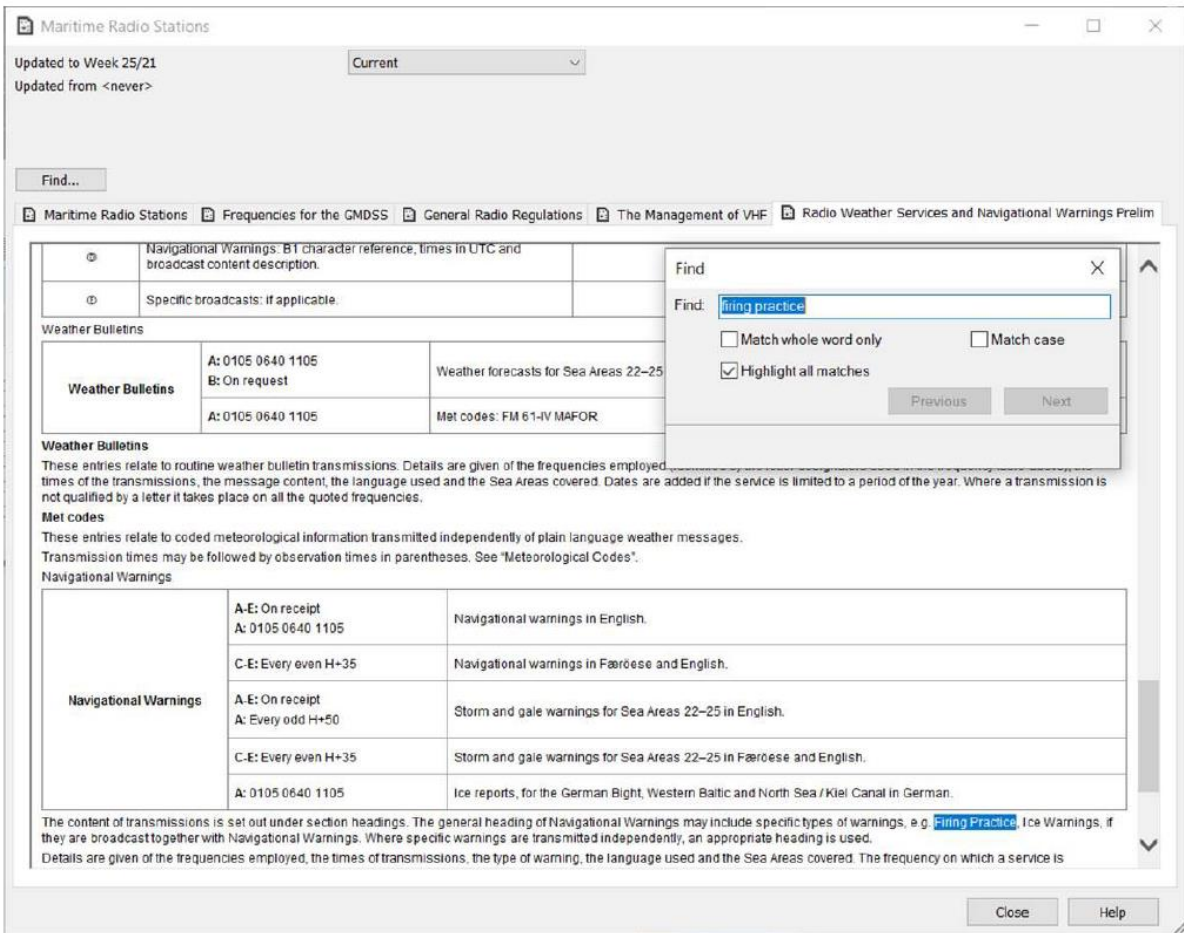 Maritime Radio Stations
Updated to Week 25/21
Current
Updated from <never>
Find...
Maritime Radio Stations
Frequencies for the GMDSS
General Radio Regulations
The Management of VHF
Radio Weather Services and Navigational Warnings Prelim
Navigational Warnings: B1 character reference, times in UTC and
broadcast content description.
Specific broadcasts: if applicable.
Find
Find:
firing practice
Match whole word only
Match case
Highlight all matches
Previous
Next
Weather Bulletins
Weather Bulletins
A: 0105 0640 1105
B: On request
Weather forecasts for Sea Areas 22–25
A: 0105 0640 1105
Met codes: FM 61-IV MAFOR
Weather Bulletins
These entries relate to routine weather bulletin transmissions. Details are given of the frequencies employed
times of the transmissions, the message content, the language used and the Sea Areas covered. Dates are added if the service is limited to a period of the year. Where a transmission is
not qualified by a letter it takes place on all the quoted frequencies.
Met codes
These entries relate to coded meteorological information transmitted independently of plain language weather messages.
Transmission times may be followed by observation times in parentheses. See "Meteorological Codes".
Navigational Warnings
Navigational Warnings
A-E: On receipt
A: 0105 0640 1105
Navigational warnings in English.
C-E: Every even H+35
Navigational warnings in Færöese and English.
A-E: On receipt
A: Every odd H+50
Storm and gale warnings for Sea Areas 22–25 in English.
C-E: Every even H+35
Storm and gale warnings for Sea Areas 22–25 in Færöese and English.
A: 0105 0640 1105
Ice reports, for the German Bight, Western Baltic and North Sea / Kiel Canal in German.
The content of transmissions is set out under section headings. The general heading of Navigational Warnings may include specific types of warnings, e.g. Firing Practice, Ice Warnings, if
they are broadcast together with Navigational Warnings. Where specific warnings are transmitted independently, an appropriate heading is used.
Details are given of the frequencies employed, the times of transmissions, the type of warning, the language used and the Sea Areas covered. The frequency on which a service is
Close
Help